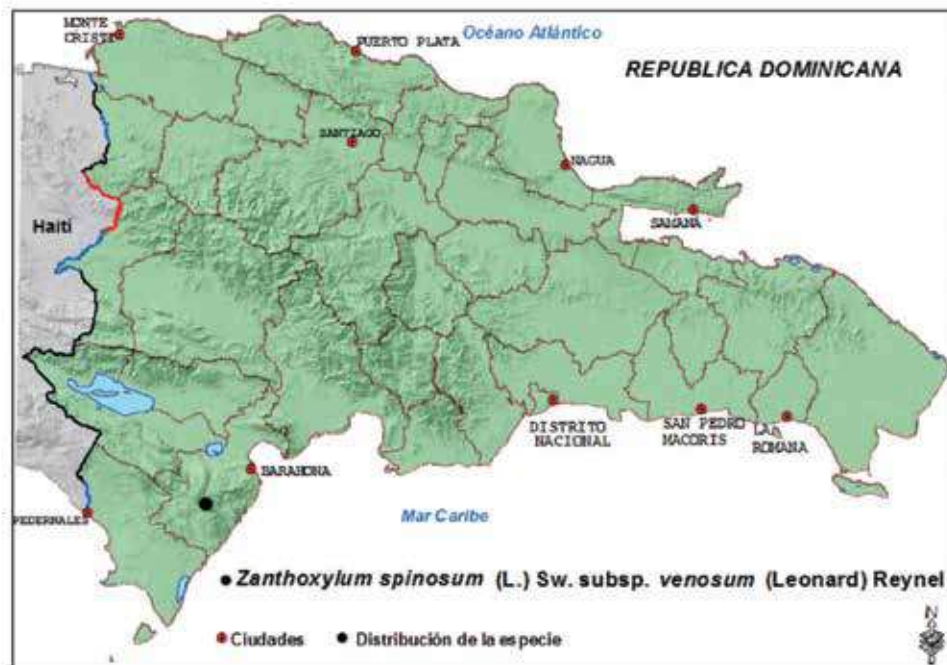 MONTE
CRISTI
PUERTO PLATA
Océano Atlántico
REPUBLICA DOMINICANA
SANTIAGO
NAGUA
SAMANA
Haití
DISTRITO
NACIONAL
SAN PEDRO
MACORIS
LA
ROMANA
BARAHONA
PEDERNALES
Mar Caribe
Zanthoxylum spinosum (L.) Sw. subsp. venosum (Leonard) Reynel
Ciudades
Distribución de la especie